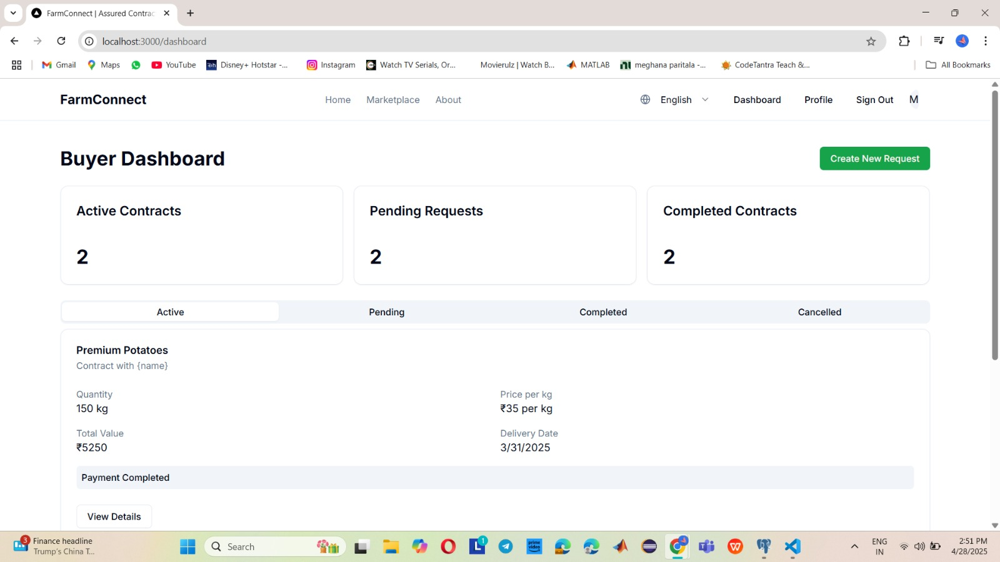 FarmConnect | Assured Contrac
localhost:3000/dashboard
Gmail
Maps
YouTube
Disney+ Hotstar -...
Instagram
Watch TV Serials, Or...
Movierulz | Watch B...
MATLAB
meghana paritala -...
CodeTantra Teach &...
All Bookmarks
FarmConnect
Home
Marketplace
About
English
Dashboard
Profile
Sign Out
M
Buyer Dashboard
Create New Request
Active Contracts
2
Pending Requests
2
Completed Contracts
2
Active
Pending
Completed
Cancelled
Premium Potatoes
Contract with {name}
Quantity
150 kg
Price per kg
₹35 per kg
Total Value
₹5250
Delivery Date
3/31/2025
Payment Completed
View Details
3
Finance headline
Trump's China T...
Search
L
1
prime
video
ENG
IN
2:51 PM
4/28/2025